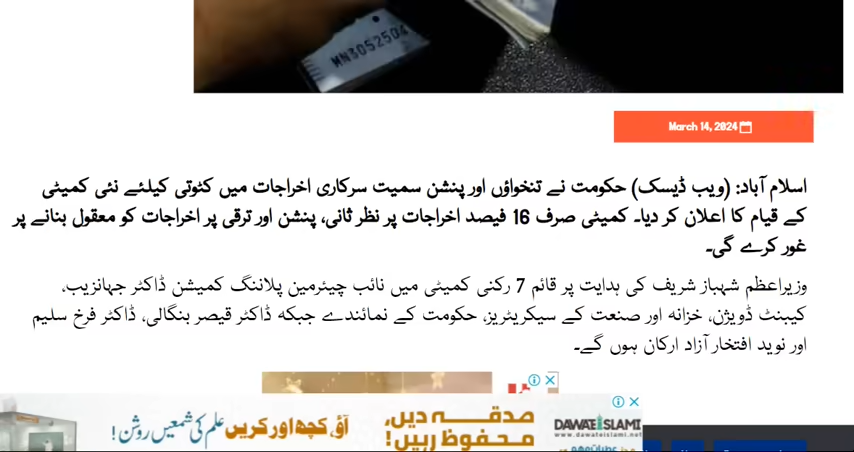 MN3052504
March 14, 2024
اسلام آباد: (ویب ڈیسک) حکومت نے تنخواؤں اور پنشن سمیت سرکاری اخراجات میں کٹوتی کیلئے نئی کمیٹی
کے قیام کا اعلان کر دیا۔ کمیٹی صرف 16 فیصد اخراجات پر نظر ثانی، پنشن اور ترقی پر اخراجات کو معقول بنانے پر
غور کرے گی۔
وزیراعظم شہباز شریف کی ہدایت پر قائم 7 رکنی کمیٹی میں نائب چیئرمین پلاننگ کمیشن ڈاکٹر جہانزیب،
کیبنٹ ڈویژن، خزانہ اور صنعت کے سیکریٹریز، حکومت کے نمائندے جبکہ ڈاکٹر قیصر بنگالی، ڈاکٹر فرخ سلیم
اور نوید افتخار آزاد ارکان ہوں گے۔
صدقہ دیں،
محفوظ رہیں!
آؤ کچھ اور کریں علم کی شمعیں روشن!
DAWATEISLAMI
www.dawateislami.net